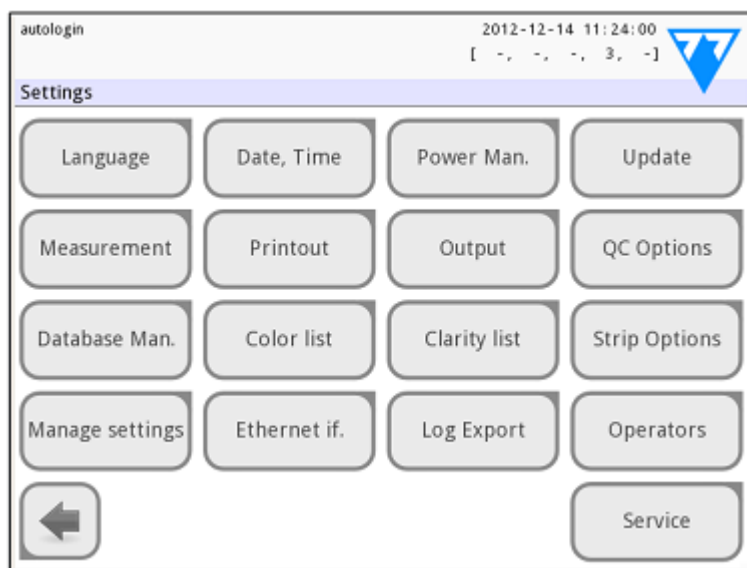 autologin 2012-12-14 11:24:00
[ -, -, -, 3, -]
Settings
Language Date, Time Power Man. Update
Measurement Printout Output QC Options
Database Man. Color list Clarity list Strip Options
Manage settings Ethernet if. Log Export Operators
Service